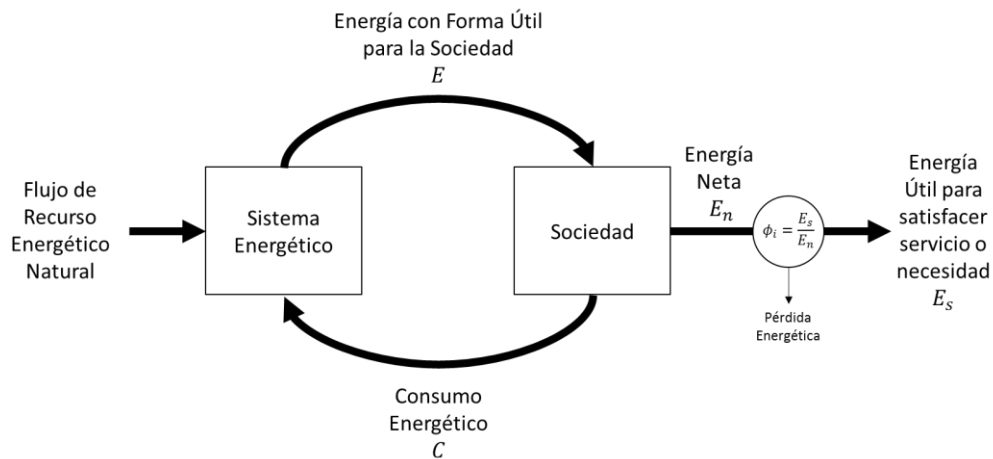 Energía con Forma Útil
para la Sociedad
E
Flujo de
Recurso
Energético
Natural
Sistema
Energético
Sociedad
Energía
Neta
E_n
ϕ_i = E_s/E_n
Pérdida
Energética
Energía
Útil para
satisfacer
servicio o
necesidad
E_s
Consumo
Energético
C